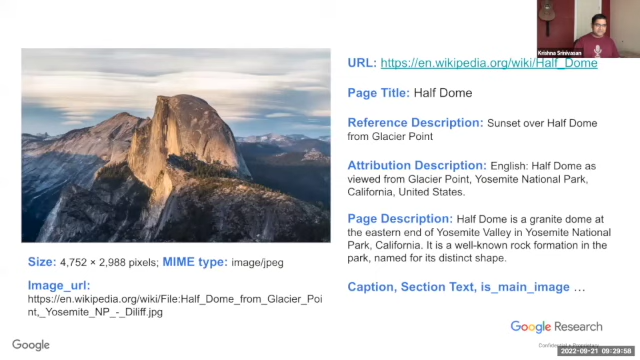 Krishna Srinivasan
URL: https://en.wikipedia.org/wiki/Half_Dome
Page Title: Half Dome
Reference Description: Sunset over Half Dome
from Glacier Point
Attribution Description: English: Half Dome as
viewed from Glacier Point, Yosemite National Park,
California, United States.
Page Description: Half Dome is a granite dome at
the eastern end of Yosemite Valley in Yosemite National
Park, California. It is a well-known rock formation in the
park, named for its distinct shape.
Caption, Section Text, is_main_image …
Size: 4,752 × 2,988 pixels; MIME type: image/jpeg
Image_url:
https://en.wikipedia.org/wiki/File:Half_Dome_from_Glacier_Poi
nt,_Yosemite_NP_-_Diliff.jpg
Google
Google Research
Confidential + Proprietary
2022-09-21 09:29:58